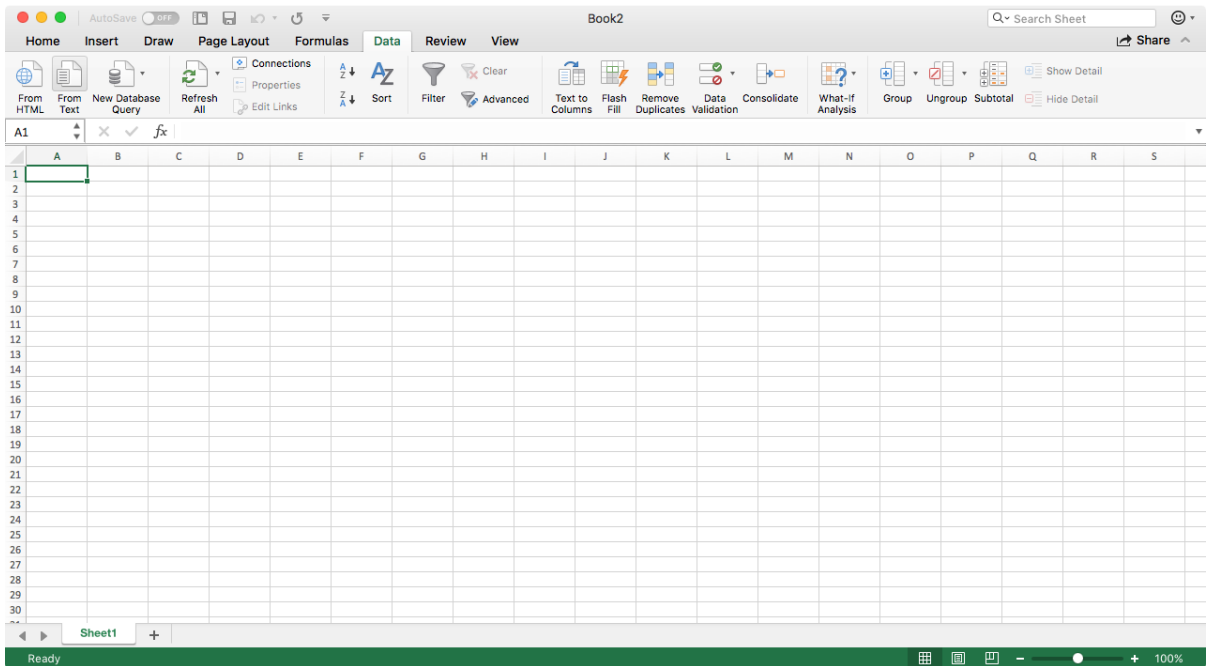 AutoSave OFF Book2 Search Sheet
Home Insert Draw Page Layout Formulas Data Review View Share
From HTML
From Text
New Database Query
Refresh All
Connections
Properties
Edit Links
A Z
Z A
AZ
Sort
Filter
Clear
Advanced
Text to Columns
Flash Fill
Remove Duplicates
Data Validation
Consolidate
?
What-If Analysis
Group
Ungroup
Subtotal
Show Detail
Hide Detail
A1 fx
A B C D E F G H I J K L M N O P Q R S
1
2
3
4
5
6
7
8
9
10
11
12
13
14
15
16
17
18
19
20
21
22
23
24
25
26
27
28
29
30
Sheet1 +
Ready - + 100%